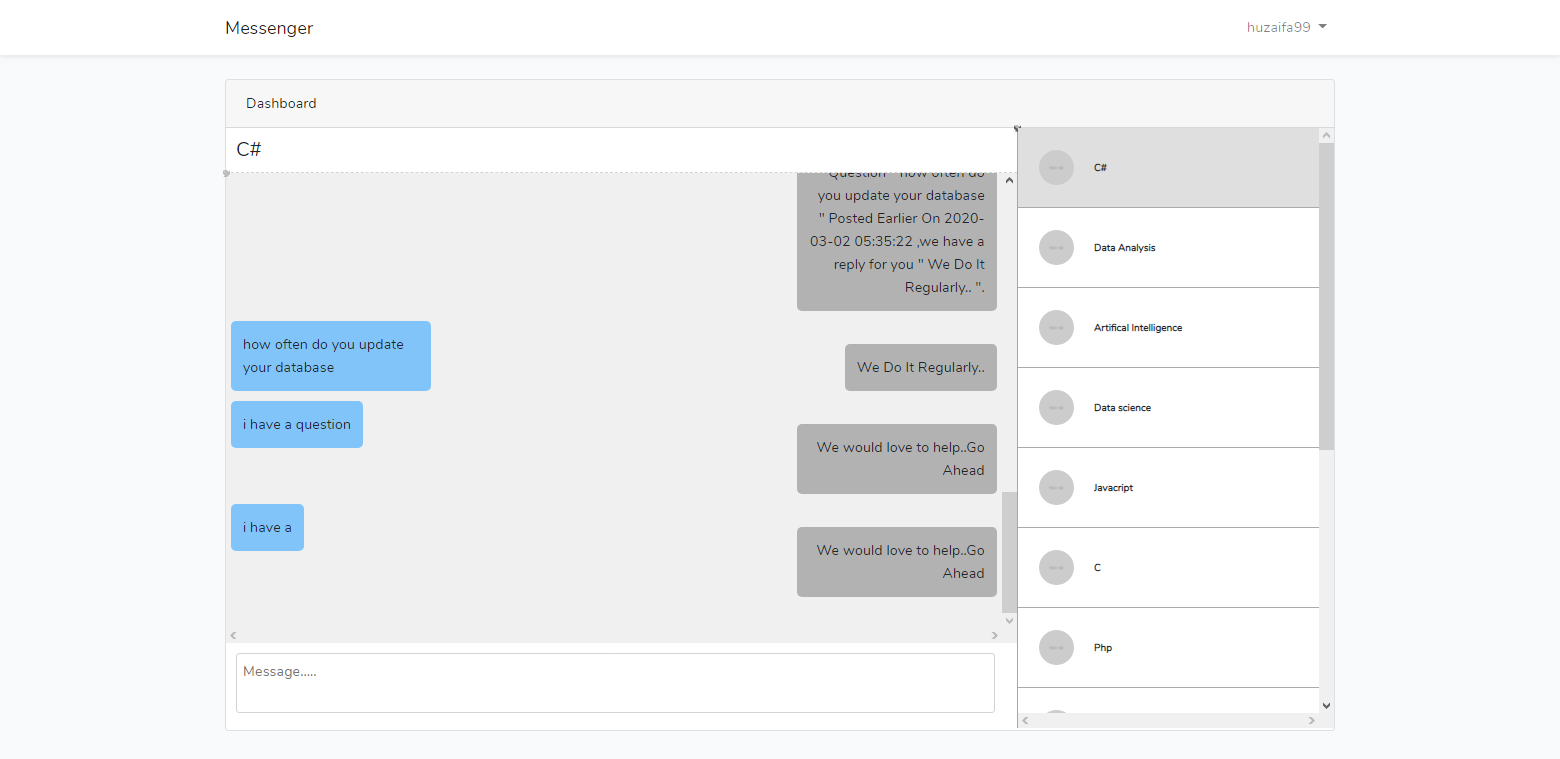 Messenger
huzaifa99
Dashboard
C#
Question " how often do
you update your database
" Posted Earlier On 2020-
03-02 05:35:22 ,we have a
reply for you " We Do It
Regularly.. ".
how often do you update
your database
We Do It Regularly..
i have a question
We would love to help..Go
Ahead
i have a
We would love to help..Go
Ahead
Message.....
C#
Data Analysis
Artifical Intelligence
Data science
Javacript
C
Php